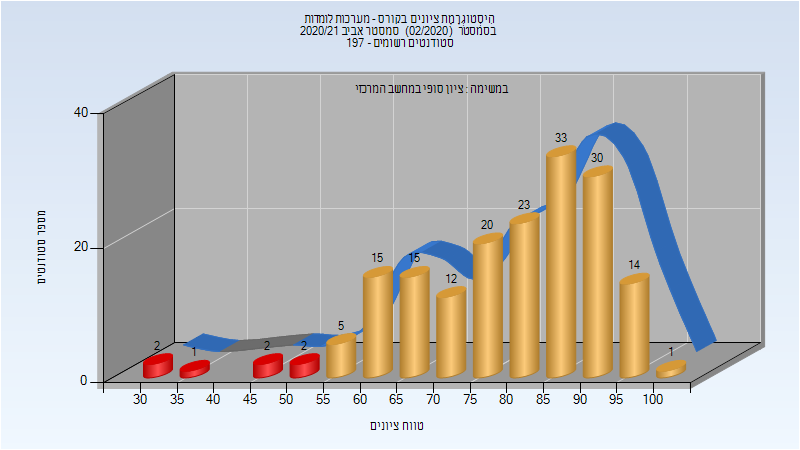 היסטוגרמת ציונים בקורס - מערכות לומדות
בסמסטר (02/2020) סמסטר אביב 2020/21
סטודנטים רשומים - 197
במשימה : ציון סופי במחשב המרכזי
מספר סטודנטים
40
20
0
2
1
2
2
5
15
15
12
20
23
33
30
14
1
30 35 40 45 50 55 60 65 70 75 80 85 90 95 100
טווח ציונים